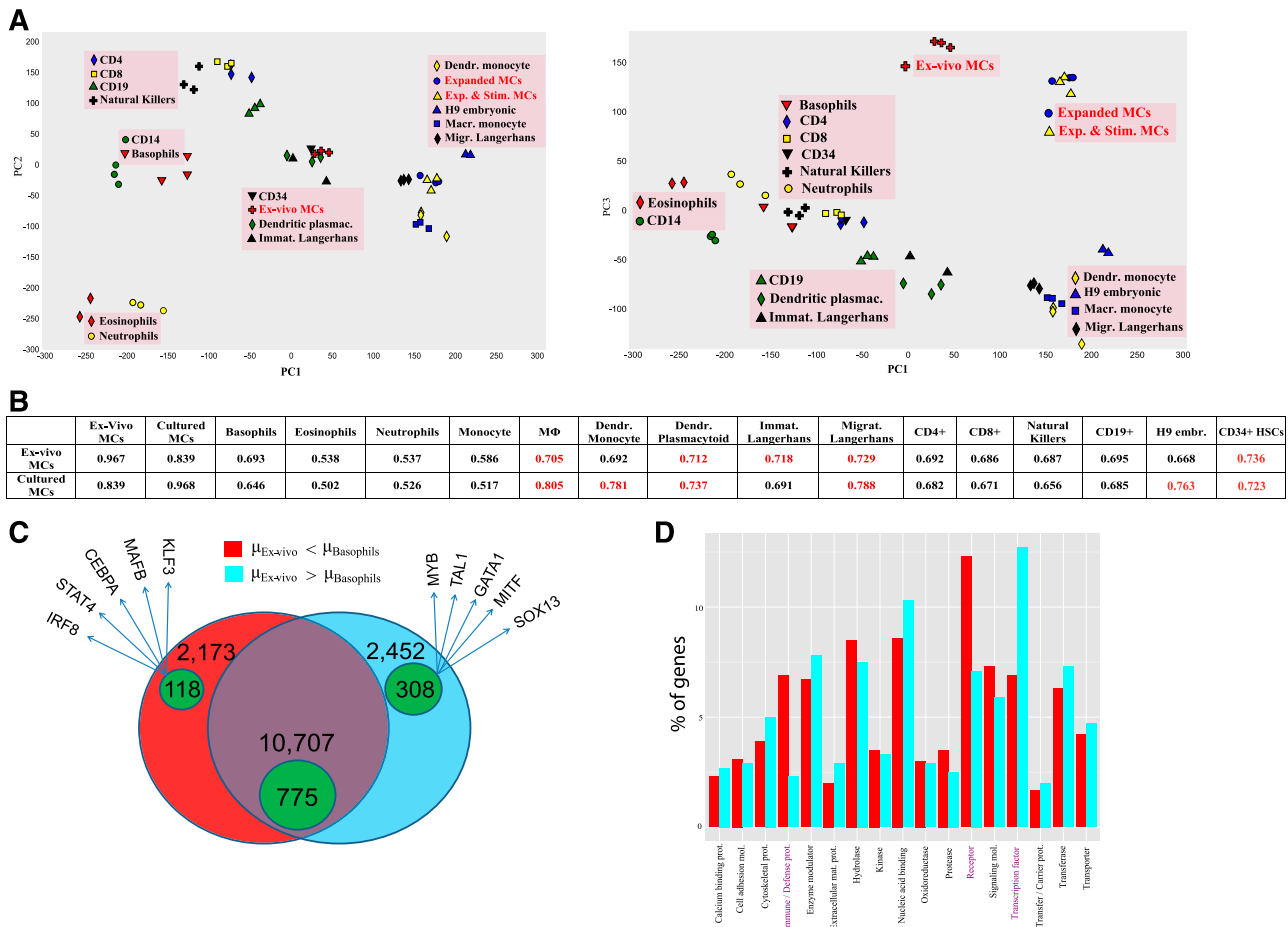 A
200
150
100
50
0
−50
−100
−150
−200
−250
−300
PC2
−300 −250 −200 −150 −100 −50 0 50 100 150 200 250 300
PC1
CD4
CD8
CD19
Natural Killers
CD14
Basophils
Eosinophils
Neutrophils
CD34
Ex-vivo MCs
Dendritic plasmac.
Immat. Langerhans
Dendr. monocyte
Expanded MCs
Exp. & Stim. MCs
H9 embryonic
Macr. monocyte
Migr. Langerhans
150
100
50
0
−50
−100
PC3
−300 −250 −200 −150 −100 −50 0 50 100 150 200 250 300
PC1
Ex-vivo MCs
Basophils
CD4
CD8
CD34
Natural Killers
Neutrophils
Eosinophils
CD14
CD19
Dendritic plasmac.
Immat. Langerhans
Expanded MCs
Exp. & Stim. MCs
Dendr. monocyte
H9 embryonic
Macr. monocyte
Migr. Langerhans
B
Ex-Vivo MCs Cultured MCs Basophils Eosinophils Neutrophils Monocyte MΦ Dendr. Monocyte Dendr. Plasmacytoid Immat. Langerhans Migrat. Langerhans CD4+ CD8+ Natural Killers CD19+ H9 embr. CD34+ HSCs
Ex-vivo MCs 0.967 0.839 0.693 0.538 0.537 0.586 0.705 0.692 0.712 0.718 0.729 0.692 0.686 0.687 0.695 0.668 0.736
Cultured MCs 0.839 0.968 0.646 0.502 0.526 0.517 0.805 0.781 0.737 0.691 0.788 0.682 0.671 0.656 0.685 0.763 0.723
C
μEx-vivo < μBasophils
μEx-vivo > μBasophils
IRF8
STAT4
CEBPA
MAFB
KLF3
MYB
TAL1
GATA1
MITF
SOX13
2,173
118
2,452
308
10,707
775
D
% of genes
10
5
0
Calcium binding prot.
Cell adhesion mol.
Cytoskeletal prot.
mmune / Defense prot.
Enzyme modulator
Extracellular mat. prot.
Hydrolase
Kinase
Nucleic acid binding
Oxidoreductase
Protease
Receptor
Signaling mol.
Transcription factor
Transfer / Carrier prot.
Transferase
Transporter